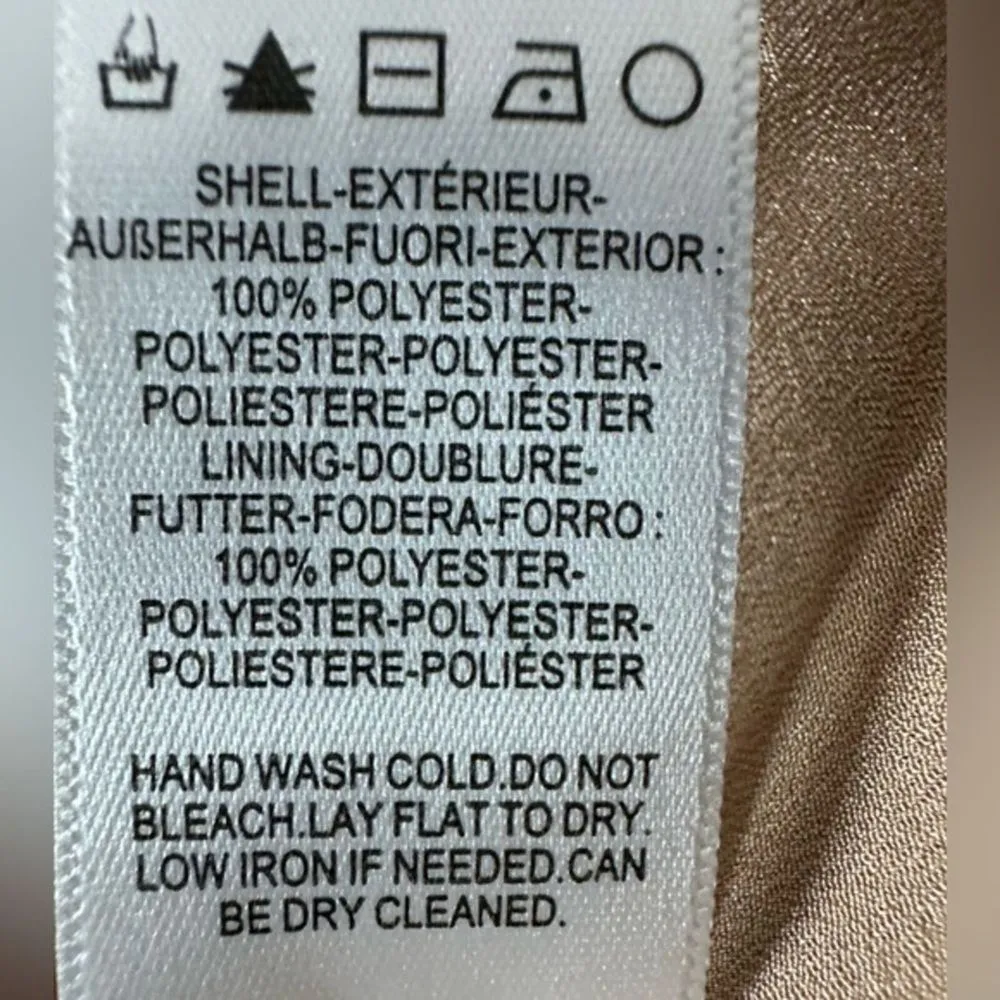 SHELL-EXTÉRIEUR-
AUßERHALB-FUORI-EXTERIOR :
100% POLYESTER-
POLYESTER-POLYESTER-
POLIESTERE-POLIÉSTER
LINING-DOUBLURE-
FUTTER-FODERA-FORRO :
100% POLYESTER-
POLYESTER-POLYESTER-
POLIESTERE-POLIÉSTER
HAND WASH COLD.DO NOT
BLEACH.LAY FLAT TO DRY.
LOW IRON IF NEEDED.CAN
BE DRY CLEANED.